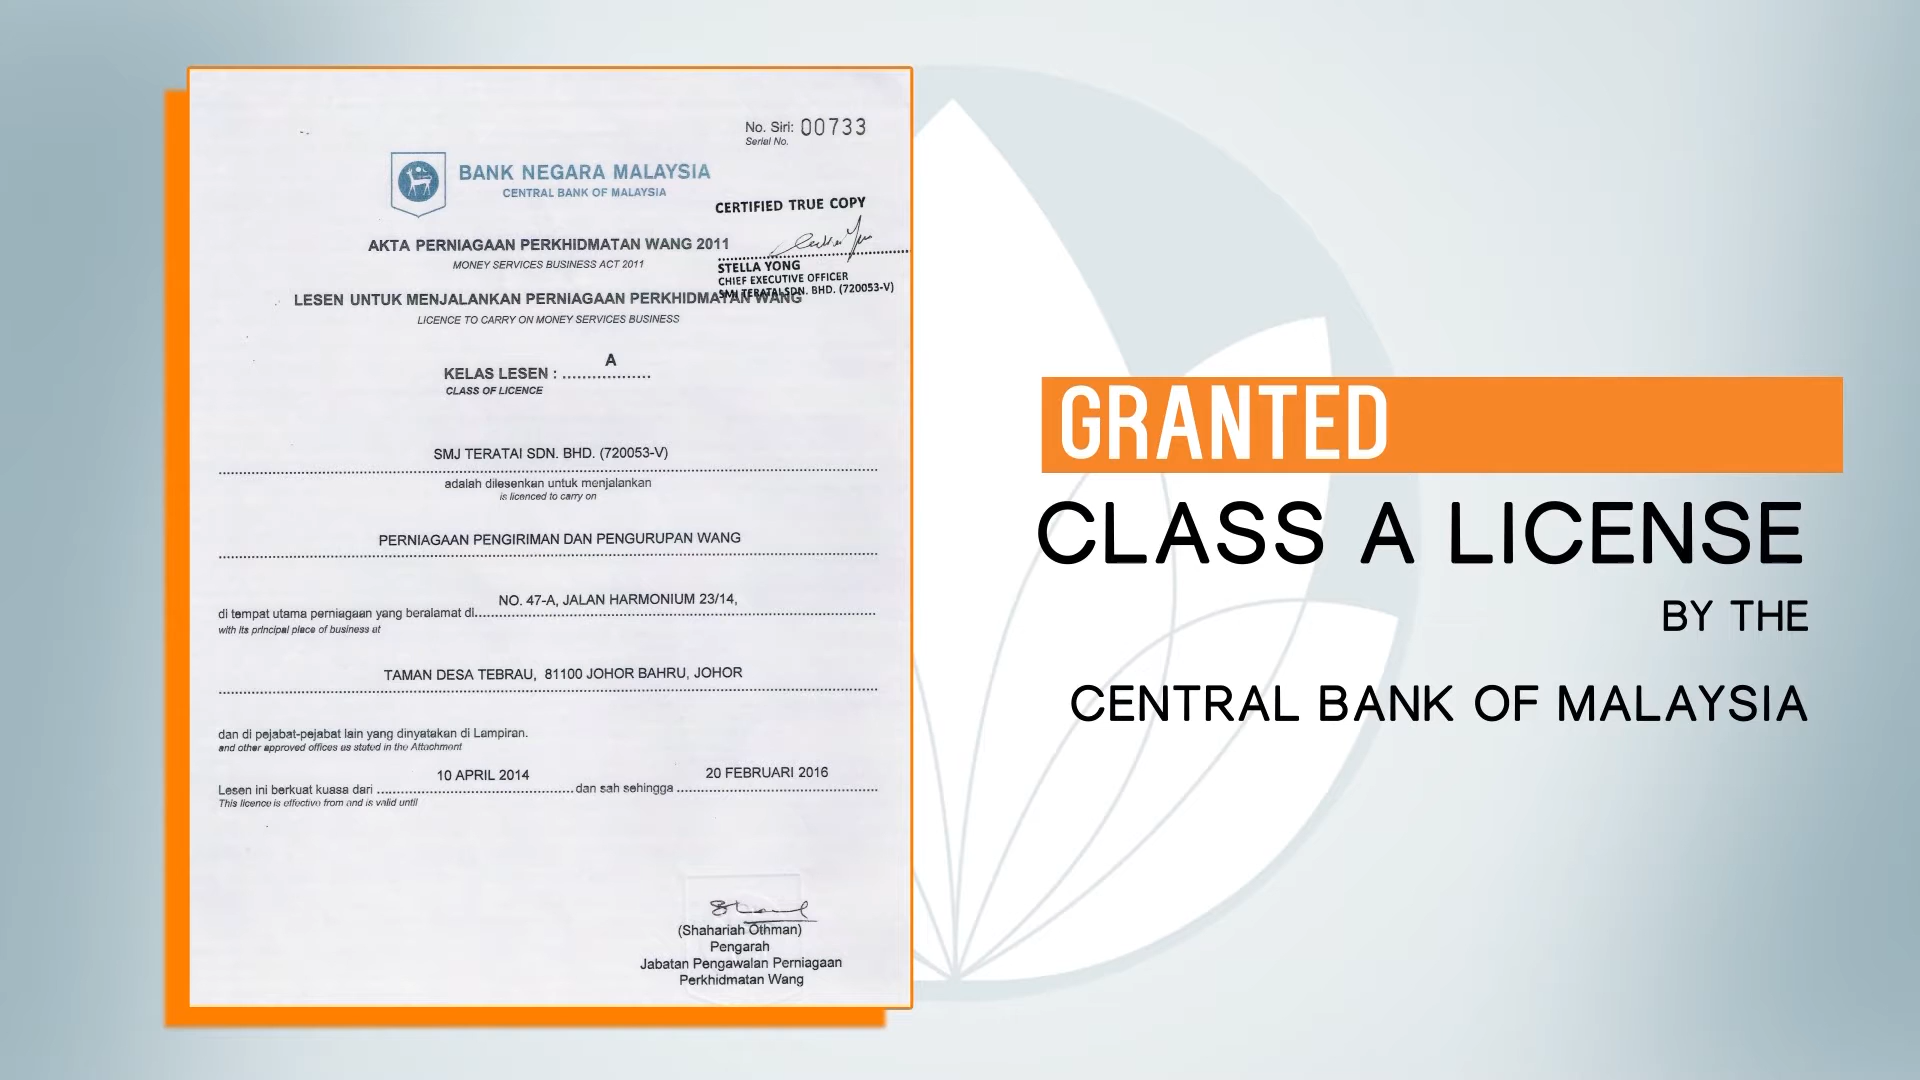 No. Siri: 00733
Serial No.
BANK NEGARA MALAYSIA
CENTRAL BANK OF MALAYSIA
CERTIFIED TRUE COPY
STELLA YONG
CHIEF EXECUTIVE OFFICER
SMJ TERATAI SDN. BHD. (720053-V)
AKTA PERNIAGAAN PERKHIDMATAN WANG 2011
MONEY SERVICES BUSINESS ACT 2011
LESEN UNTUK MENJALANKAN PERNIAGAAN PERKHIDMATAN WANG
LICENCE TO CARRY ON MONEY SERVICES BUSINESS
A
KELAS LESEN : ..................
CLASS OF LICENCE
SMJ TERATAI SDN. BHD. (720053-V)
adalah dilesenkan untuk menjalankan
is licenced to carry on
PERNIAGAAN PENGIRIMAN DAN PENGURUPAN WANG
NO. 47-A, JALAN HARMONIUM 23/14,
di tempat utama perniagaan yang beralamat di
with its principal place of business at
TAMAN DESA TEBRAU, 81100 JOHOR BAHRU, JOHOR
dan di pejabat-pejabat lain yang dinyatakan di Lampiran.
and other approved offices as stated in the Attachment
10 APRIL 2014 20 FEBRUARI 2016
Lesen ini berkuat kuasa dari dan sah sehingga
This licence is effective from and is valid until
(Shahariah Othman)
Pengarah
Jabatan Pengawalan Perniagaan
Perkhidmatan Wang
GRANTED
CLASS A LICENSE
BY THE
CENTRAL BANK OF MALAYSIA